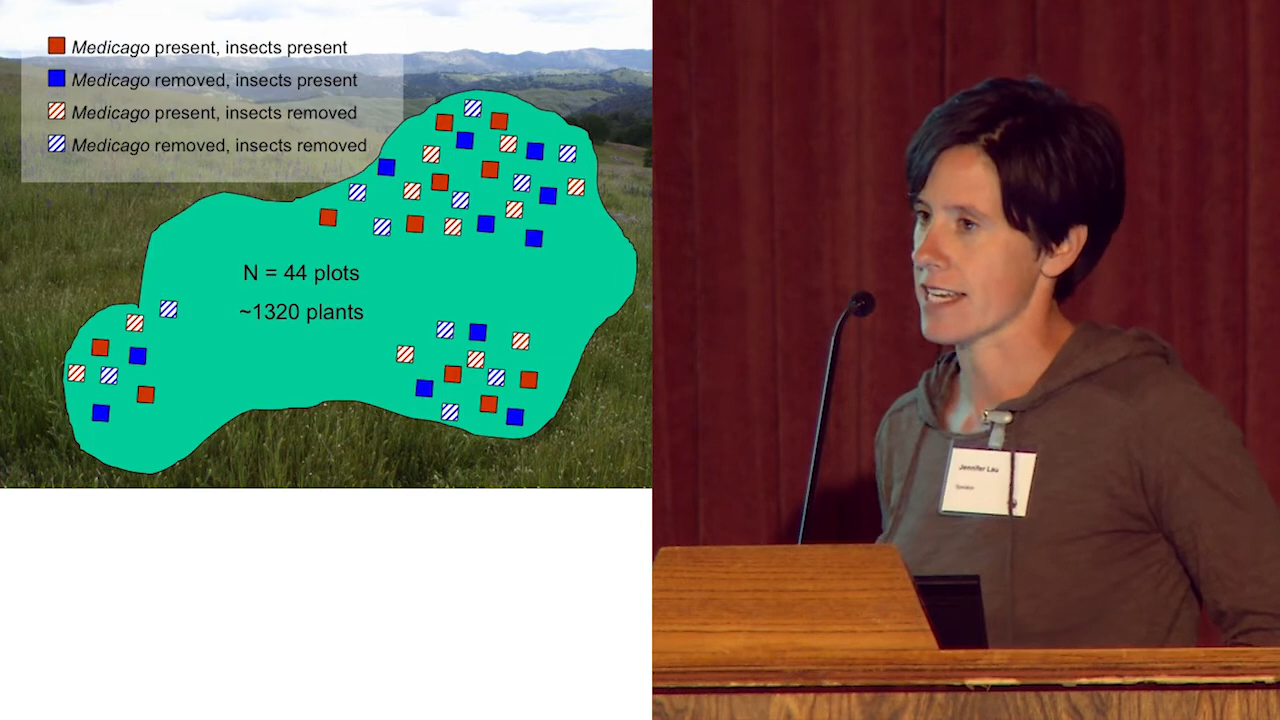 Medicago present, insects present
Medicago removed, insects present
Medicago present, insects removed
Medicago removed, insects removed
N = 44 plots
~1320 plants
Jennifer Lau
Speaker